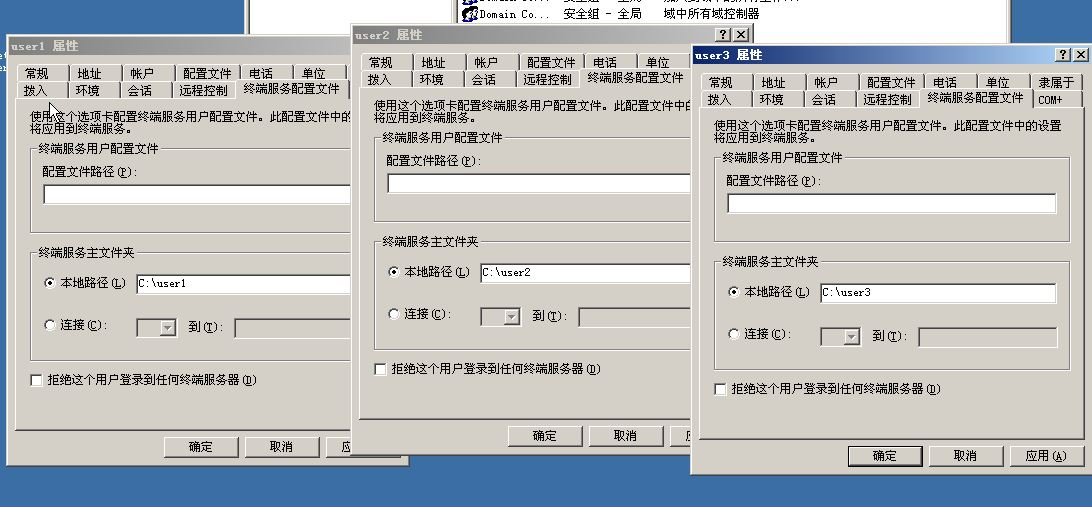 Domain Co... 安全组 - 全局
Domain Co... 安全组 - 全局 域中所有域控制器
user1 属性
常规 地址 帐户 配置文件 电话 单位
拨入 环境 会话 远程控制 终端服务配置文件
使用这个选项卡配置终端服务用户配置文件。此配置文件中的
将应用到终端服务。
终端服务用户配置文件
配置文件路径(P):
终端服务主文件夹
本地路径(L) C:\user1
连接(C): 到(T):
拒绝这个用户登录到任何终端服务器(D)
确定 取消 应
user2 属性
常规 地址 帐户 配置文件 电话 单位
拨入 环境 会话 远程控制 终端服务配置文件
使用这个选项卡配置终端服务用户配置文件。此配置文件中的
将应用到终端服务。
终端服务用户配置文件
配置文件路径(P):
终端服务主文件夹
本地路径(L) C:\user2
连接(C): 到(T):
拒绝这个用户登录到任何终端服务器(D)
确定 取消
user3 属性
常规 地址 帐户 配置文件 电话 单位 隶属于
拨入 环境 会话 远程控制 终端服务配置文件 COM+
使用这个选项卡配置终端服务用户配置文件。此配置文件中的设置
将应用到终端服务。
终端服务用户配置文件
配置文件路径(P):
终端服务主文件夹
本地路径(L) C:\user3
连接(C): 到(T):
拒绝这个用户登录到任何终端服务器(D)
确定 取消 应用(A)